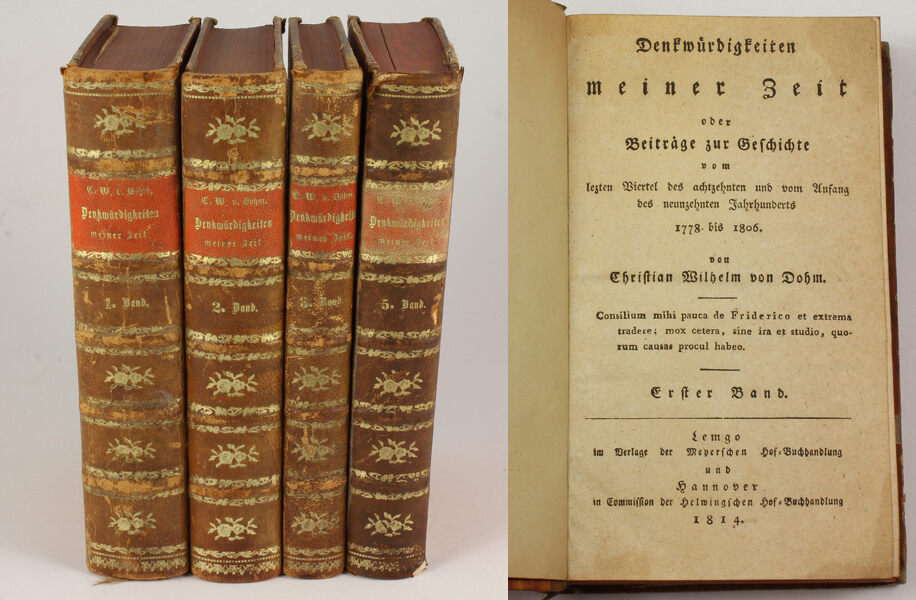 C. W. v. Dohm.
Denkwürdigkeiten
meiner Zeit.
1. Band.
C. W. v. Dohm.
Denkwürdigkeiten
meiner Zeit.
2. Band.
C. W. v. Dohm.
Denkwürdigkeiten
meiner Zeit.
3. Band.
C. W. v. Dohm.
Denkwürdigkeiten
meiner Zeit.
5. Band.
Denkwürdigkeiten
meiner Zeit
oder
Beiträge zur Geschichte
vom
lezten Viertel des achtzehnten und vom Anfang
des neunzehnten Jahrhunderts
1778. bis 1806.
von
Christian Wilhelm von Dohm.
Consilium mihi pauca de Friderico et extrema
tradere; mox cetera, sine ira et studio, quo-
rum causas procul habeo.
Erster Band.
Lemgo
im Verlage der Meyerschen Hof-Buchhandlung
und
Hannover
in Commission der Helwingschen Hof-Buchhandlung
1814.